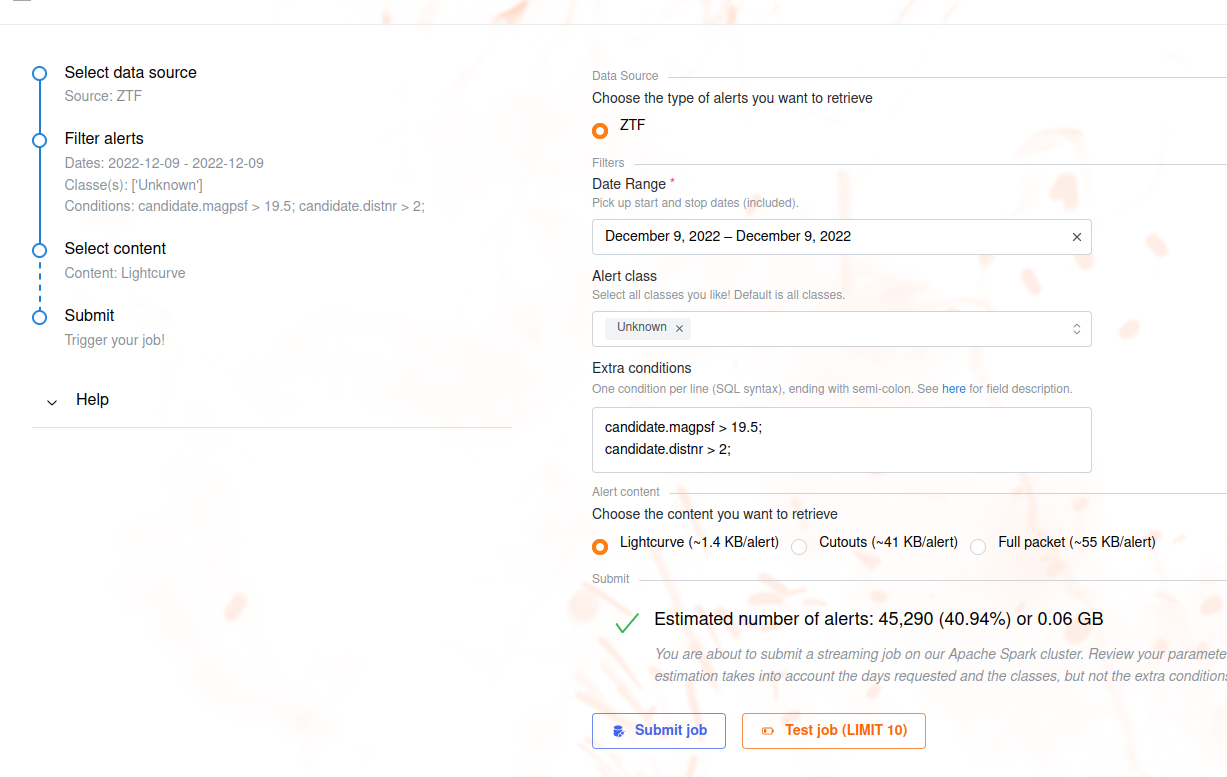 Select data source
Source: ZTF
Filter alerts
Dates: 2022-12-09 - 2022-12-09
Classe(s): ['Unknown']
Conditions: candidate.magpsf > 19.5; candidate.distnr > 2;
Select content
Content: Lightcurve
Submit
Trigger your job!
Help
Data Source
Choose the type of alerts you want to retrieve
ZTF
Filters
Date Range *
Pick up start and stop dates (included).
December 9, 2022 – December 9, 2022
Alert class
Select all classes you like! Default is all classes.
Unknown
Extra conditions
One condition per line (SQL syntax), ending with semi-colon. See here for field description.
candidate.magpsf > 19.5;
candidate.distnr > 2;
Alert content
Choose the content you want to retrieve
Lightcurve (~1.4 KB/alert) Cutouts (~41 KB/alert) Full packet (~55 KB/alert)
Submit
Estimated number of alerts: 45,290 (40.94%) or 0.06 GB
You are about to submit a streaming job on our Apache Spark cluster. Review your paramete
estimation takes into account the days requested and the classes, but not the extra condition
Submit job Test job (LIMIT 10)